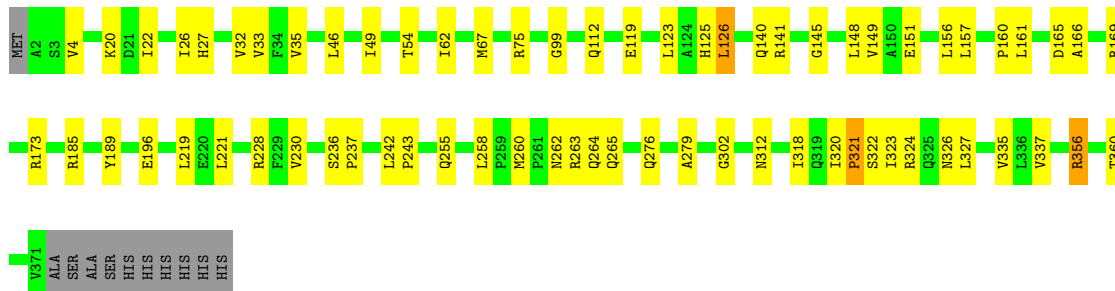 MET A2 S3 V4 K20 D21 I22 I26 H27 V32 V33 F34 V35 L46 I49 T54 I62 M67 R75 G99 Q112 E119 L123 A124 H125 L126 Q140 R141 G145 L148 V149 A150 E151 L156 L157 P160 L161 D165 A166
R173 R185 Y189 E196 L219 E220 L221 R228 F229 V230 S236 P237 L242 P243 Q255 L258 P259 M260 P261 N262 R263 Q264 Q265 Q276 A279 G302 N312 I318 Q319 I320 P321 S322 I323 R324 Q325 N326 L327 V335 L336 V337 R356 T360
V371 ALA SER ALA SER HIS HIS HIS HIS HIS HIS